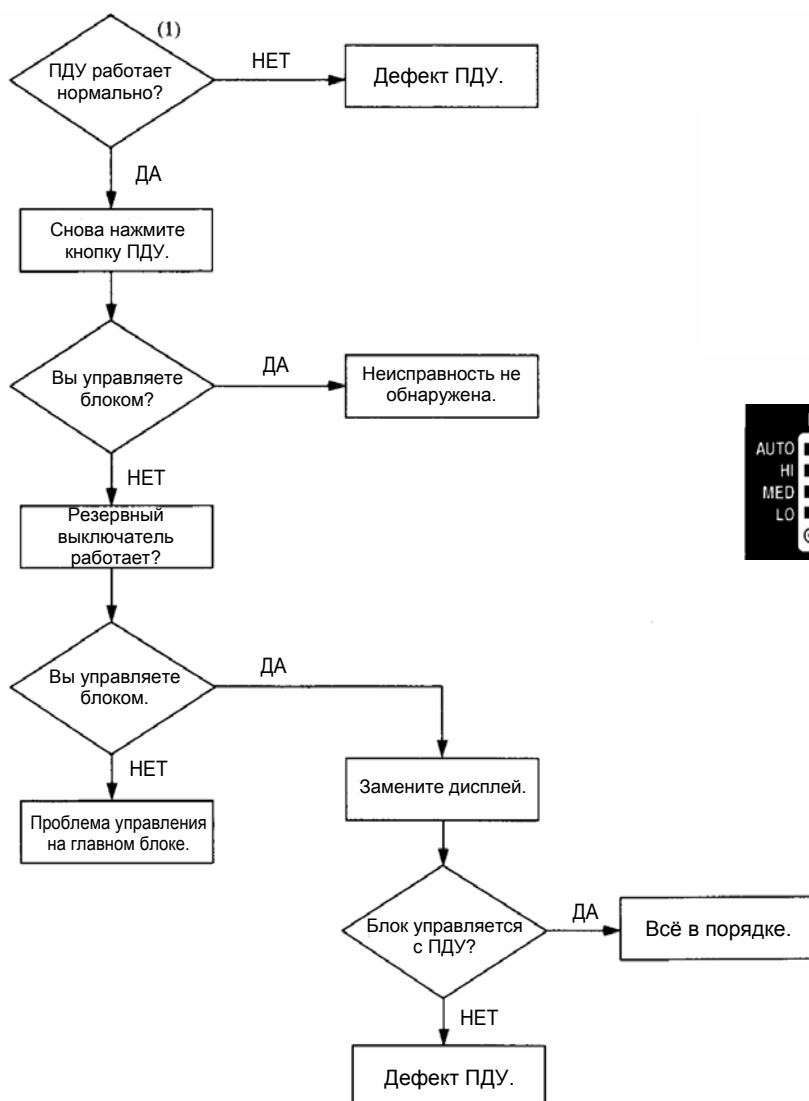 (1)
ПДУ работает
нормально?
НЕТ
Дефект ПДУ.
ДА
Снова нажмите
кнопку ПДУ.
Вы управляете
блоком?
ДА
Неисправность не
обнаружена.
НЕТ
AUTO
HI
MED
LO
Резервный
выключатель
работает?
Вы управляете
блоком.
ДА
НЕТ
Замените дисплей.
Проблема управления
на главном блоке.
Блок управляется
с ПДУ?
ДА
Всё в порядке.
НЕТ
Дефект ПДУ.